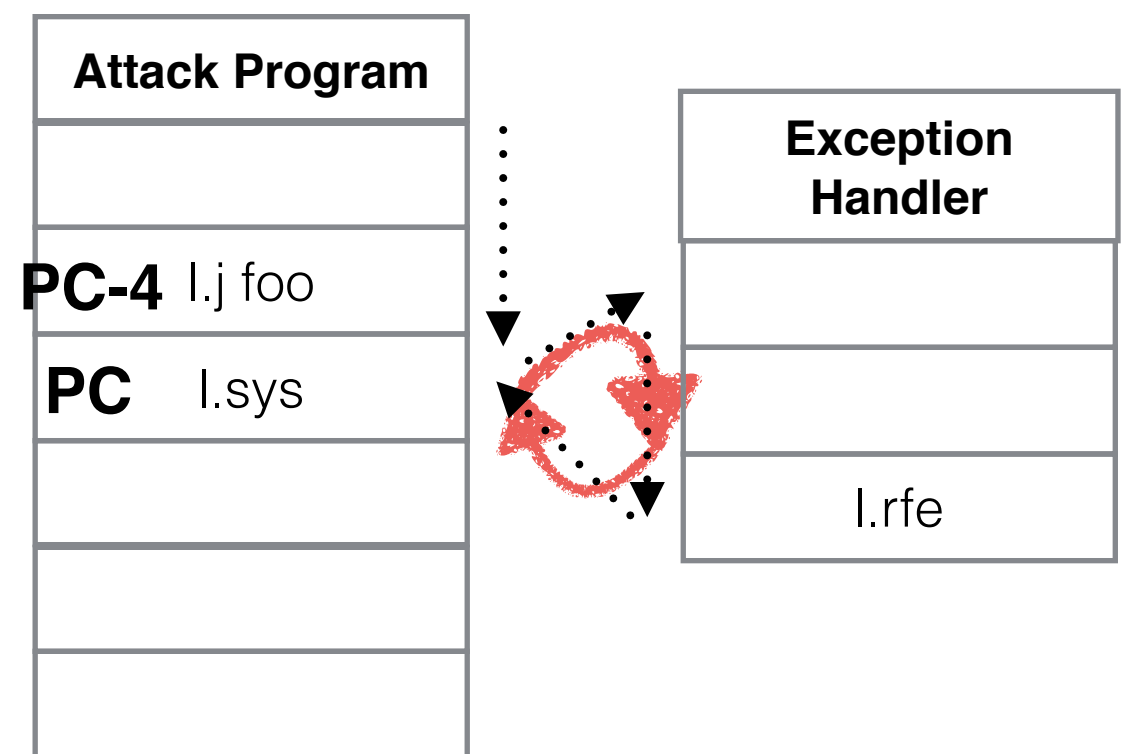 Attack Program
PC-4 l.j foo
PC l.sys
Exception
Handler
l.rfe